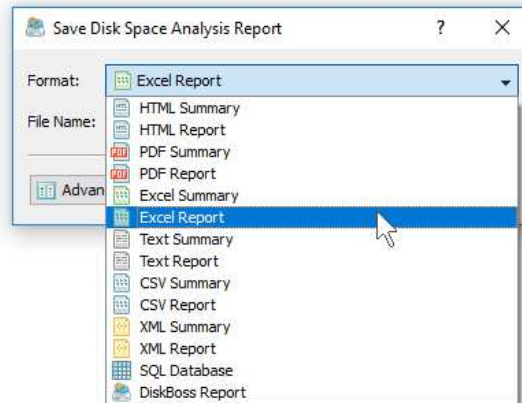 Save Disk Space Analysis Report
?
Format:
Excel Report
File Name:
Advan
HTML Summary
HTML Report
PDF Summary
PDF Report
Excel Summary
Excel Report
Text Summary
Text Report
CSV Summary
CSV Report
XML Summary
XML Report
SQL Database
DiskBoss Report